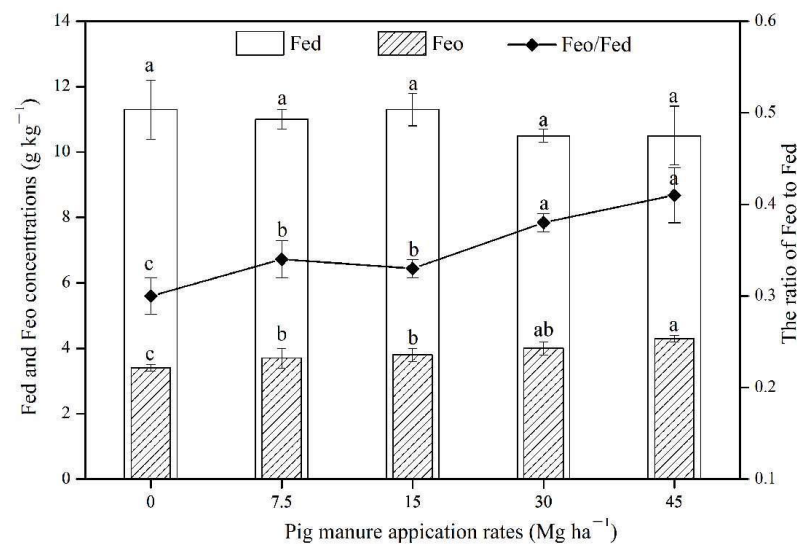 Fed Feo Feo/Fed
Fed and Feo concentrations (g kg−1)
14
12
10
8
6
4
2
0
a a a a a
c b b a a
c b b ab a
0.6
0.5
0.4
0.3
0.2
0.1
The ratio of Feo to Fed
0 7.5 15 30 45
Pig manure appication rates (Mg ha−1)